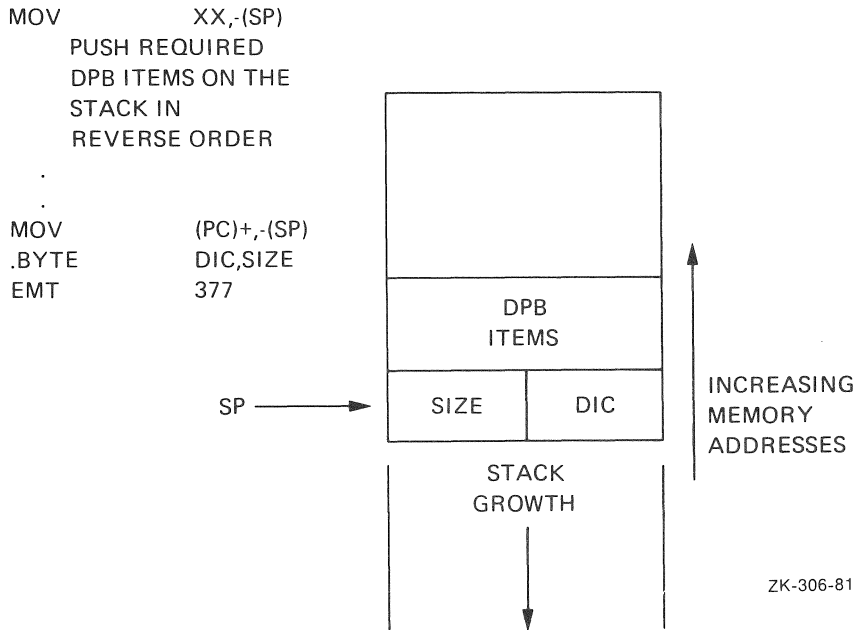 MOV XX,-(SP)
PUSH REQUIRED
DPB ITEMS ON THE
STACK IN
REVERSE ORDER
.
.
MOV (PC)+,-(SP)
.BYTE DIC,SIZE
EMT 377
DPB
ITEMS
SP
SIZE DIC
INCREASING
MEMORY
ADDRESSES
STACK
GROWTH
ZK-306-81